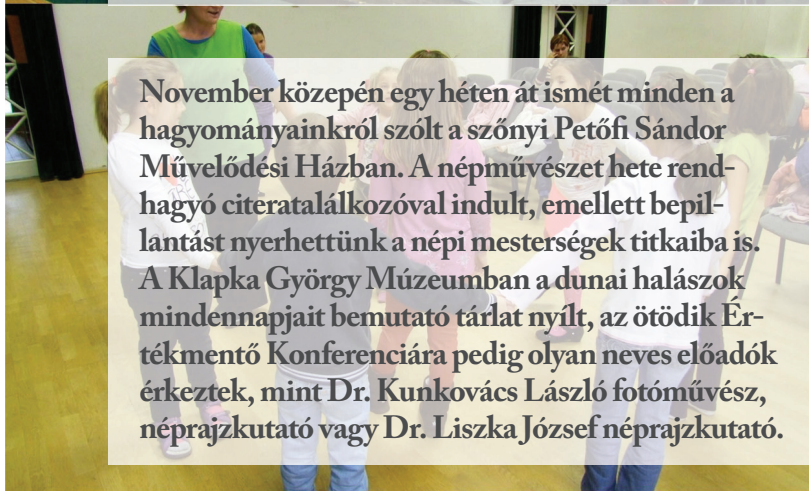 November közepén egy héten át ismét minden a
hagyományainkról szólt a szőnyi Petőfi Sándor
Művelődési Házban. A népművészet hete rend-
hagyó citeratalálkozóval indult, emellett bepil-
lantást nyerhettünk a népi mesterségek titkaiba is.
A Klapka György Múzeumban a dunai halászok
mindennapjait bemutató tárlat nyílt, az ötödik Ér-
tékmentő Konferenciára pedig olyan neves előadók
érkeztek, mint Dr. Kunkovács László fotóművész,
néprajzkutató vagy Dr. Liszka József néprajzkutató.